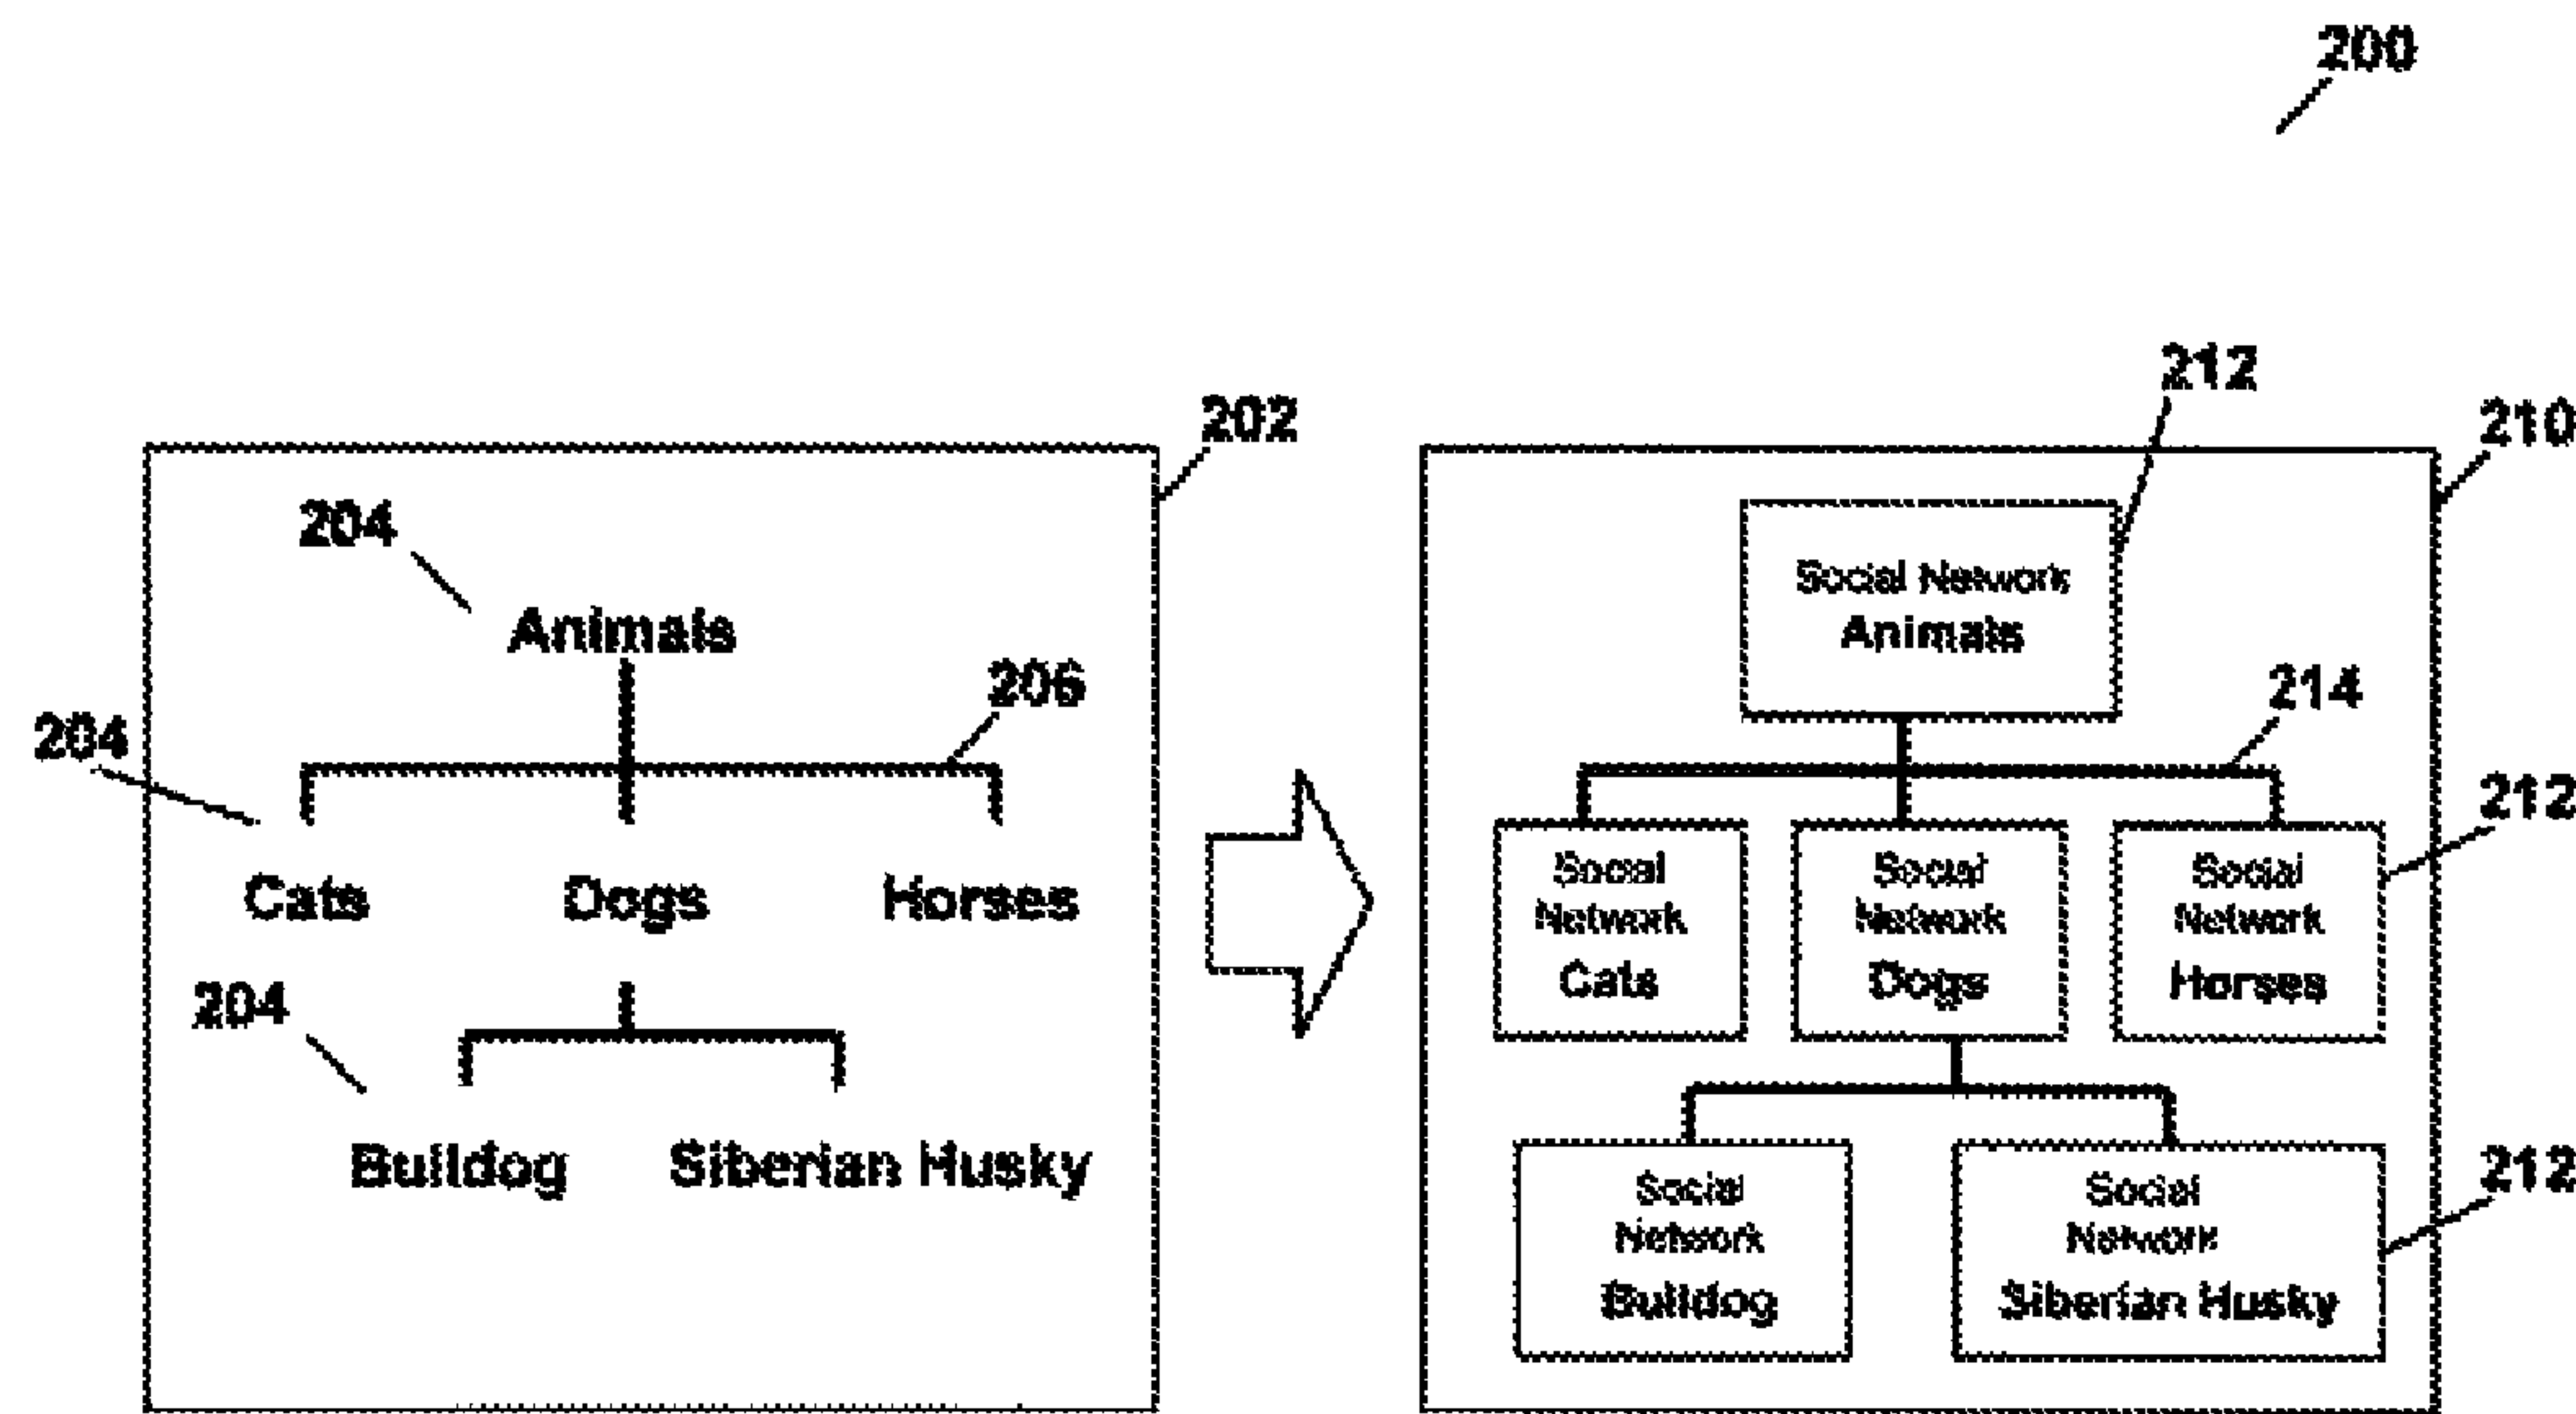 200
212
202
210
204
Animals
206
204
Cats
Dogs
Horses
204
Bulldog
Siberian Husky
Social Network
Animals
214
212
Social
Network
Cats
Social
Network
Dogs
Social
Network
Horses
212
Social
Network
Bulldog
Social
Network
Siberian Husky